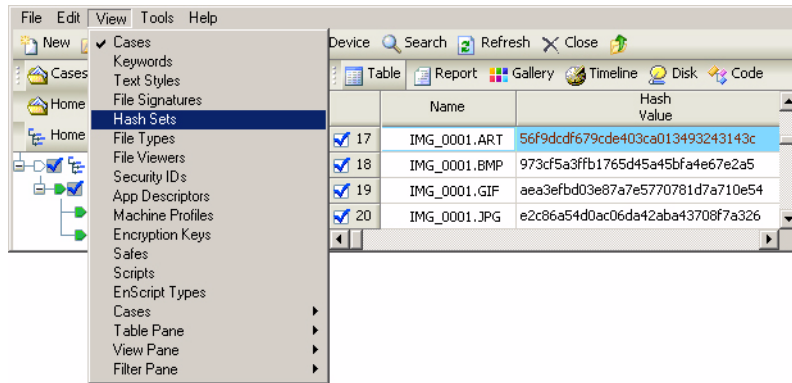 File Edit View Tools Help
New Device Search Refresh Close
Cases Table Report Gallery Timeline Disk Code
Home
Home
Cases
Keywords
Text Styles
File Signatures
Hash Sets
File Types
File Viewers
Security IDs
App Descriptors
Machine Profiles
Encryption Keys
Safes
Scripts
EnScript Types
Cases
Table Pane
View Pane
Filter Pane
Name Hash
Value
17 IMG_0001.ART 56f9dcdf679cde403ca013493243143c
18 IMG_0001.BMP 973cf5a3ffb1765d45a45bfa4e67e2a5
19 IMG_0001.GIF aea3efbd03e87a7e5770781d7a710e54
20 IMG_0001.JPG e2c86a54d0ac06da42aba43708f7a326